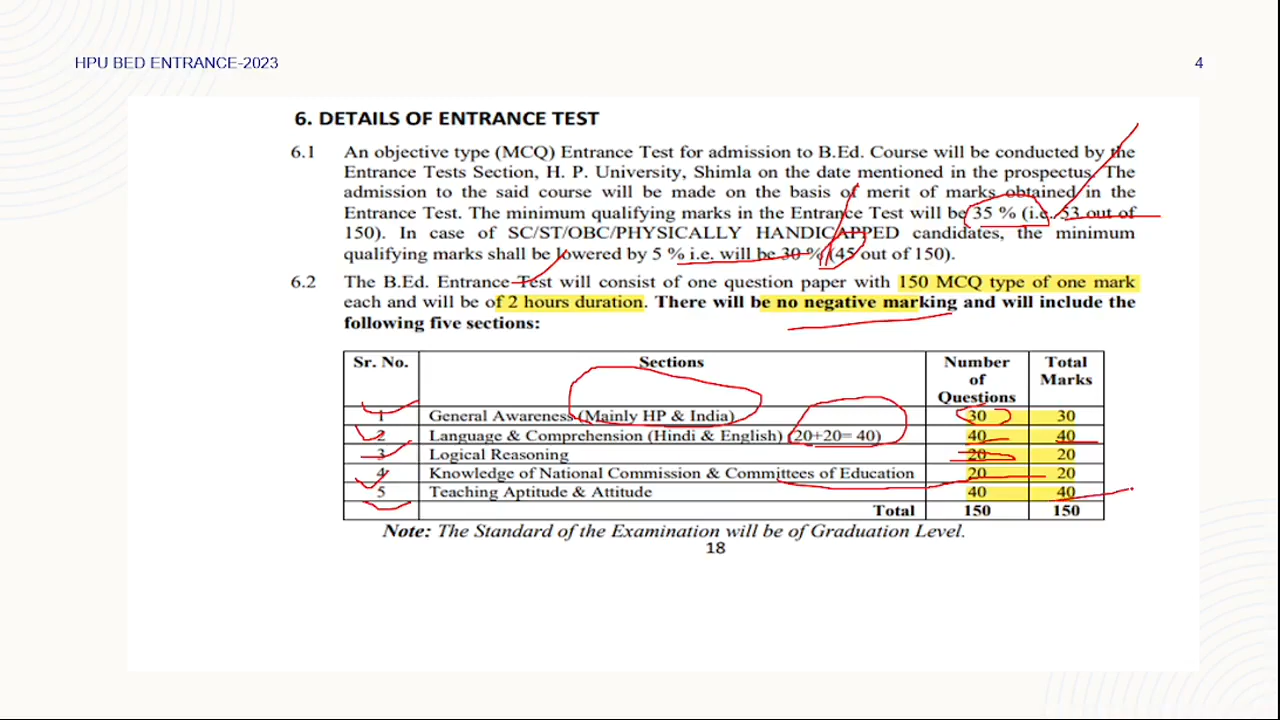 HPU BED ENTRANCE-2023
4
6. DETAILS OF ENTRANCE TEST
6.1 An objective type (MCQ) Entrance Test for admission to B.Ed. Course will be conducted by the
Entrance Tests Section, H. P. University, Shimla on the date mentioned in the prospectus. The
admission to the said course will be made on the basis of merit of marks obtained in the
Entrance Test. The minimum qualifying marks in the Entrance Test will be 35 % (i.e. 53 out of
150). In case of SC/ST/OBC/PHYSICALLY HANDICAPPED candidates, the minimum
qualifying marks shall be lowered by 5 % i.e. will be 30 % (45 out of 150).
6.2 The B.Ed. Entrance Test will consist of one question paper with 150 MCQ type of one mark
each and will be of 2 hours duration. There will be no negative marking and will include the
following five sections:
Sr. No. Sections Number of Questions Total Marks
1 General Awareness (Mainly HP & India) 30 30
2 Language & Comprehension (Hindi & English) (20+20= 40) 40 40
3 Logical Reasoning 20 20
4 Knowledge of National Commission & Committees of Education 20 20
5 Teaching Aptitude & Attitude 40 40
Total 150 150
Note: The Standard of the Examination will be of Graduation Level.
18